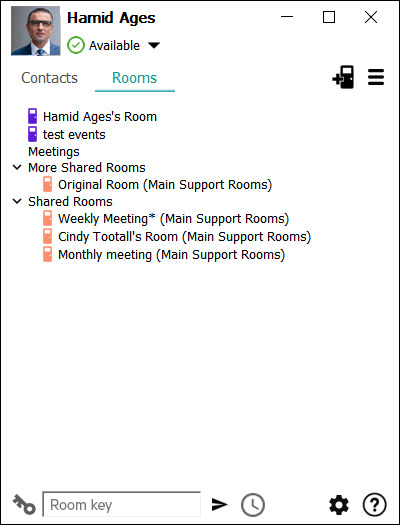 Hamid Ages
Available
Contacts Rooms
Hamid Ages's Room
test events
Meetings
More Shared Rooms
Original Room (Main Support Rooms)
Shared Rooms
Weekly Meeting* (Main Support Rooms)
Cindy Tootall's Room (Main Support Rooms)
Monthly meeting (Main Support Rooms)
Room key